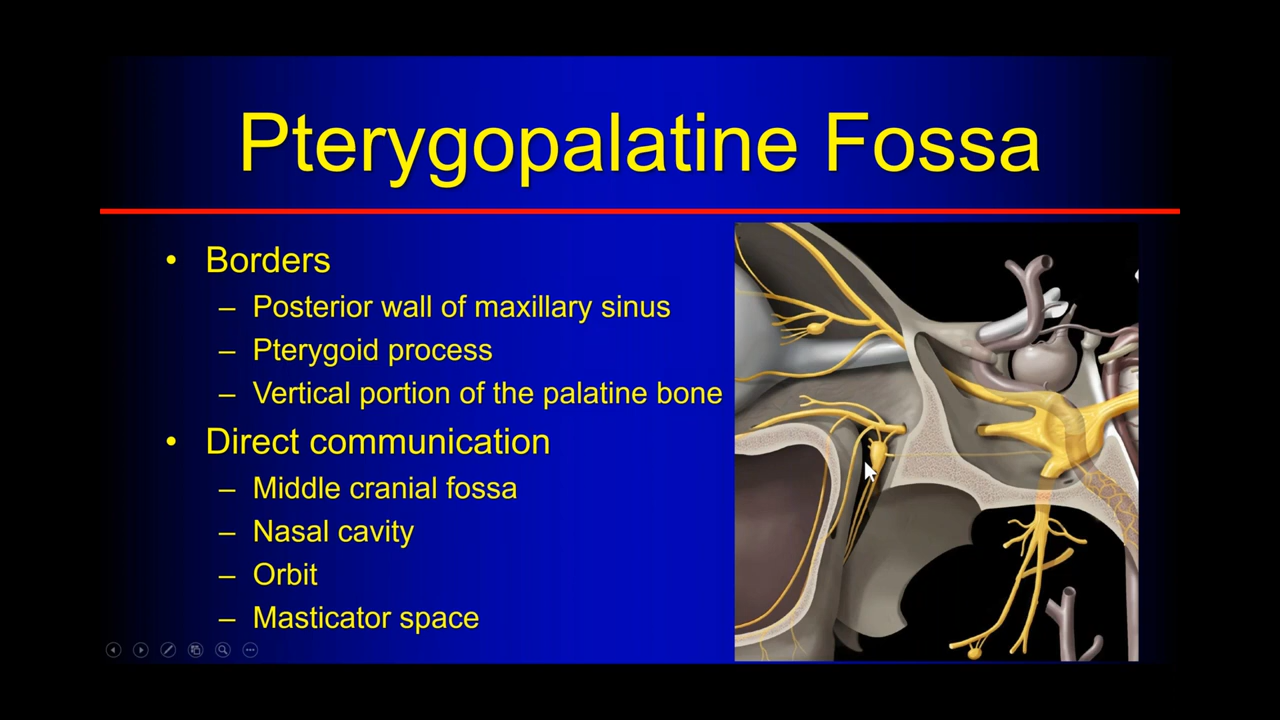 Pterygopalatine Fossa
• Borders
– Posterior wall of maxillary sinus
– Pterygoid process
– Vertical portion of the palatine bone
• Direct communication
– Middle cranial fossa
– Nasal cavity
– Orbit
– Masticator space